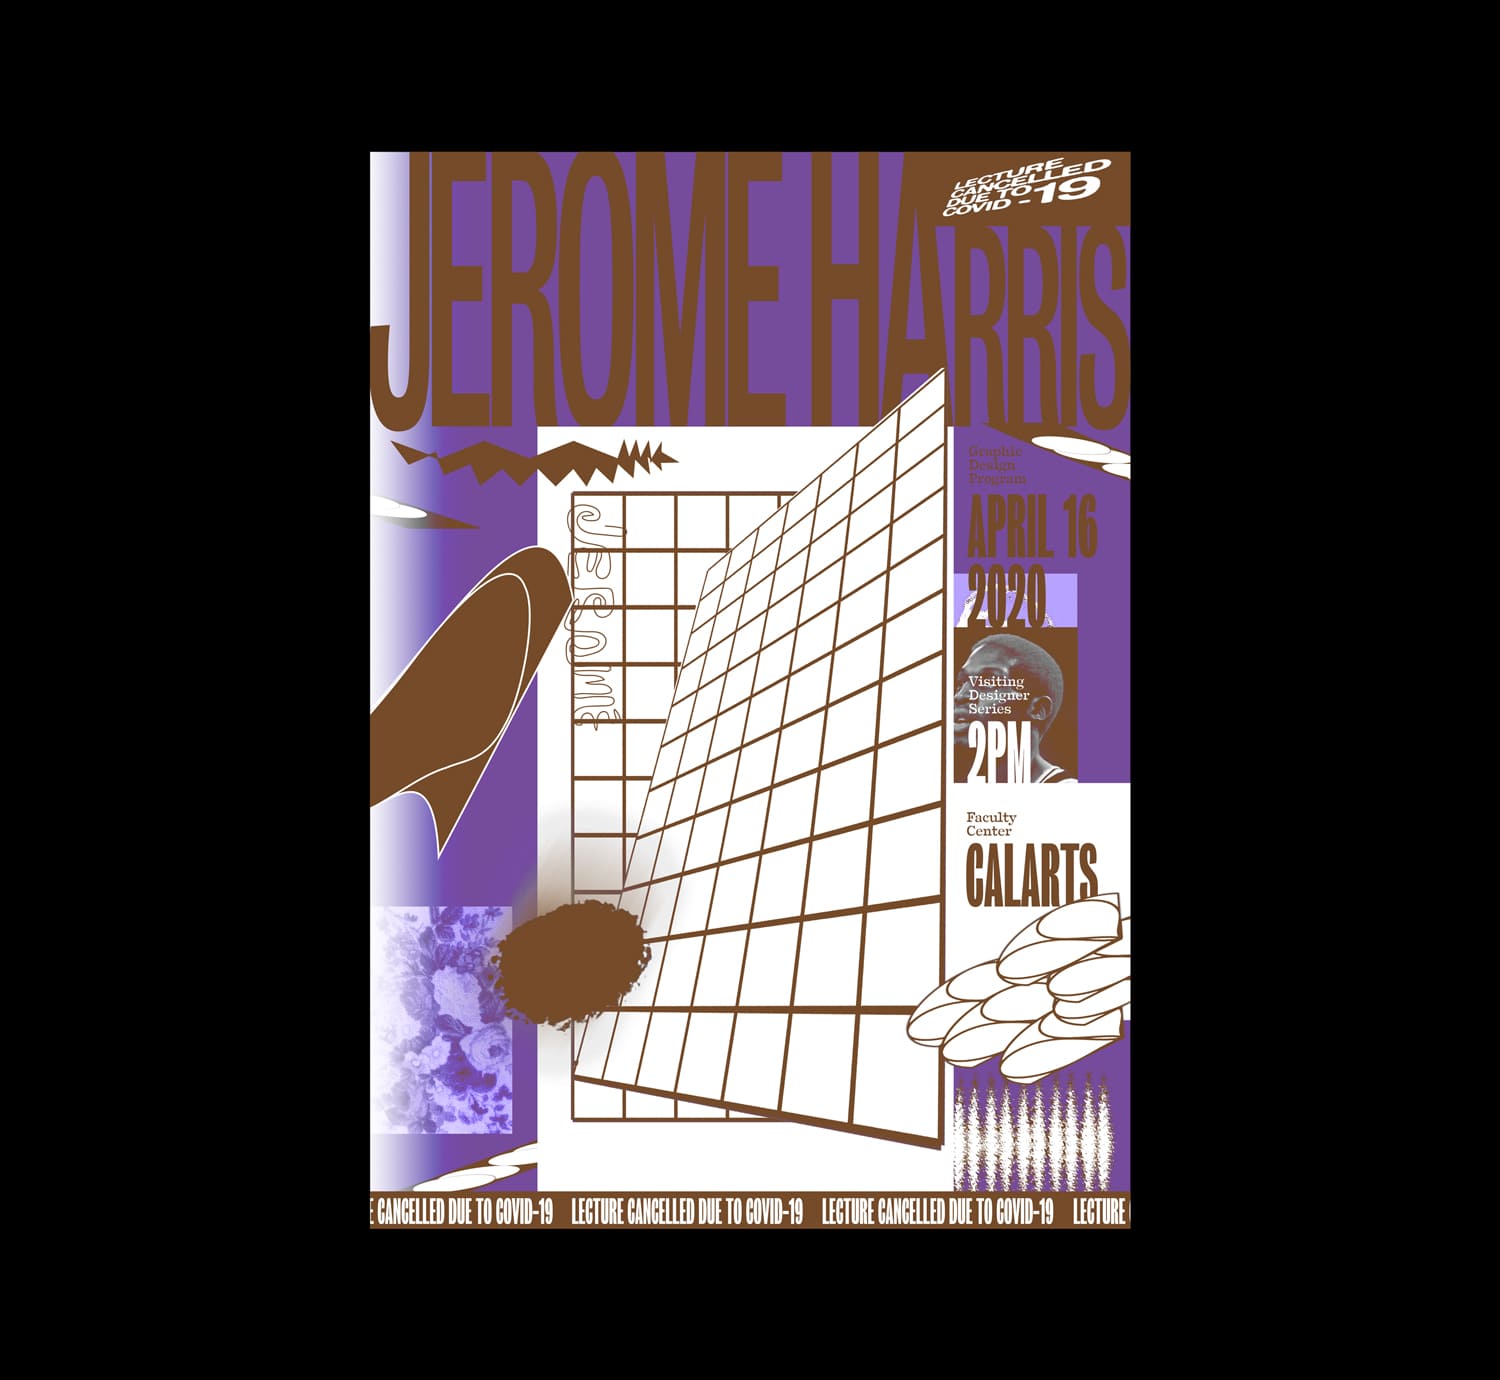 JEROME HARRIS
LECTURE
CANCELLED
DUE TO
COVID-19
Graphic
Design
Program
APRIL 16
2020
JEROME
Visiting
Designer
Series
2PM
Faculty
Center
CALARTS
E CANCELLED DUE TO COVID-19 LECTURE CANCELLED DUE TO COVID-19 LECTURE CANCELLED DUE TO COVID-19 LECTURE